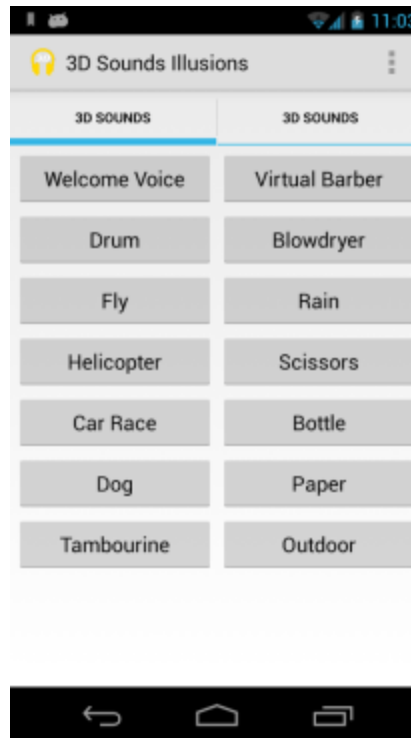 11:03
3D Sounds Illusions
3D SOUNDS 3D SOUNDS
Welcome Voice Virtual Barber
Drum Blowdryer
Fly Rain
Helicopter Scissors
Car Race Bottle
Dog Paper
Tambourine Outdoor